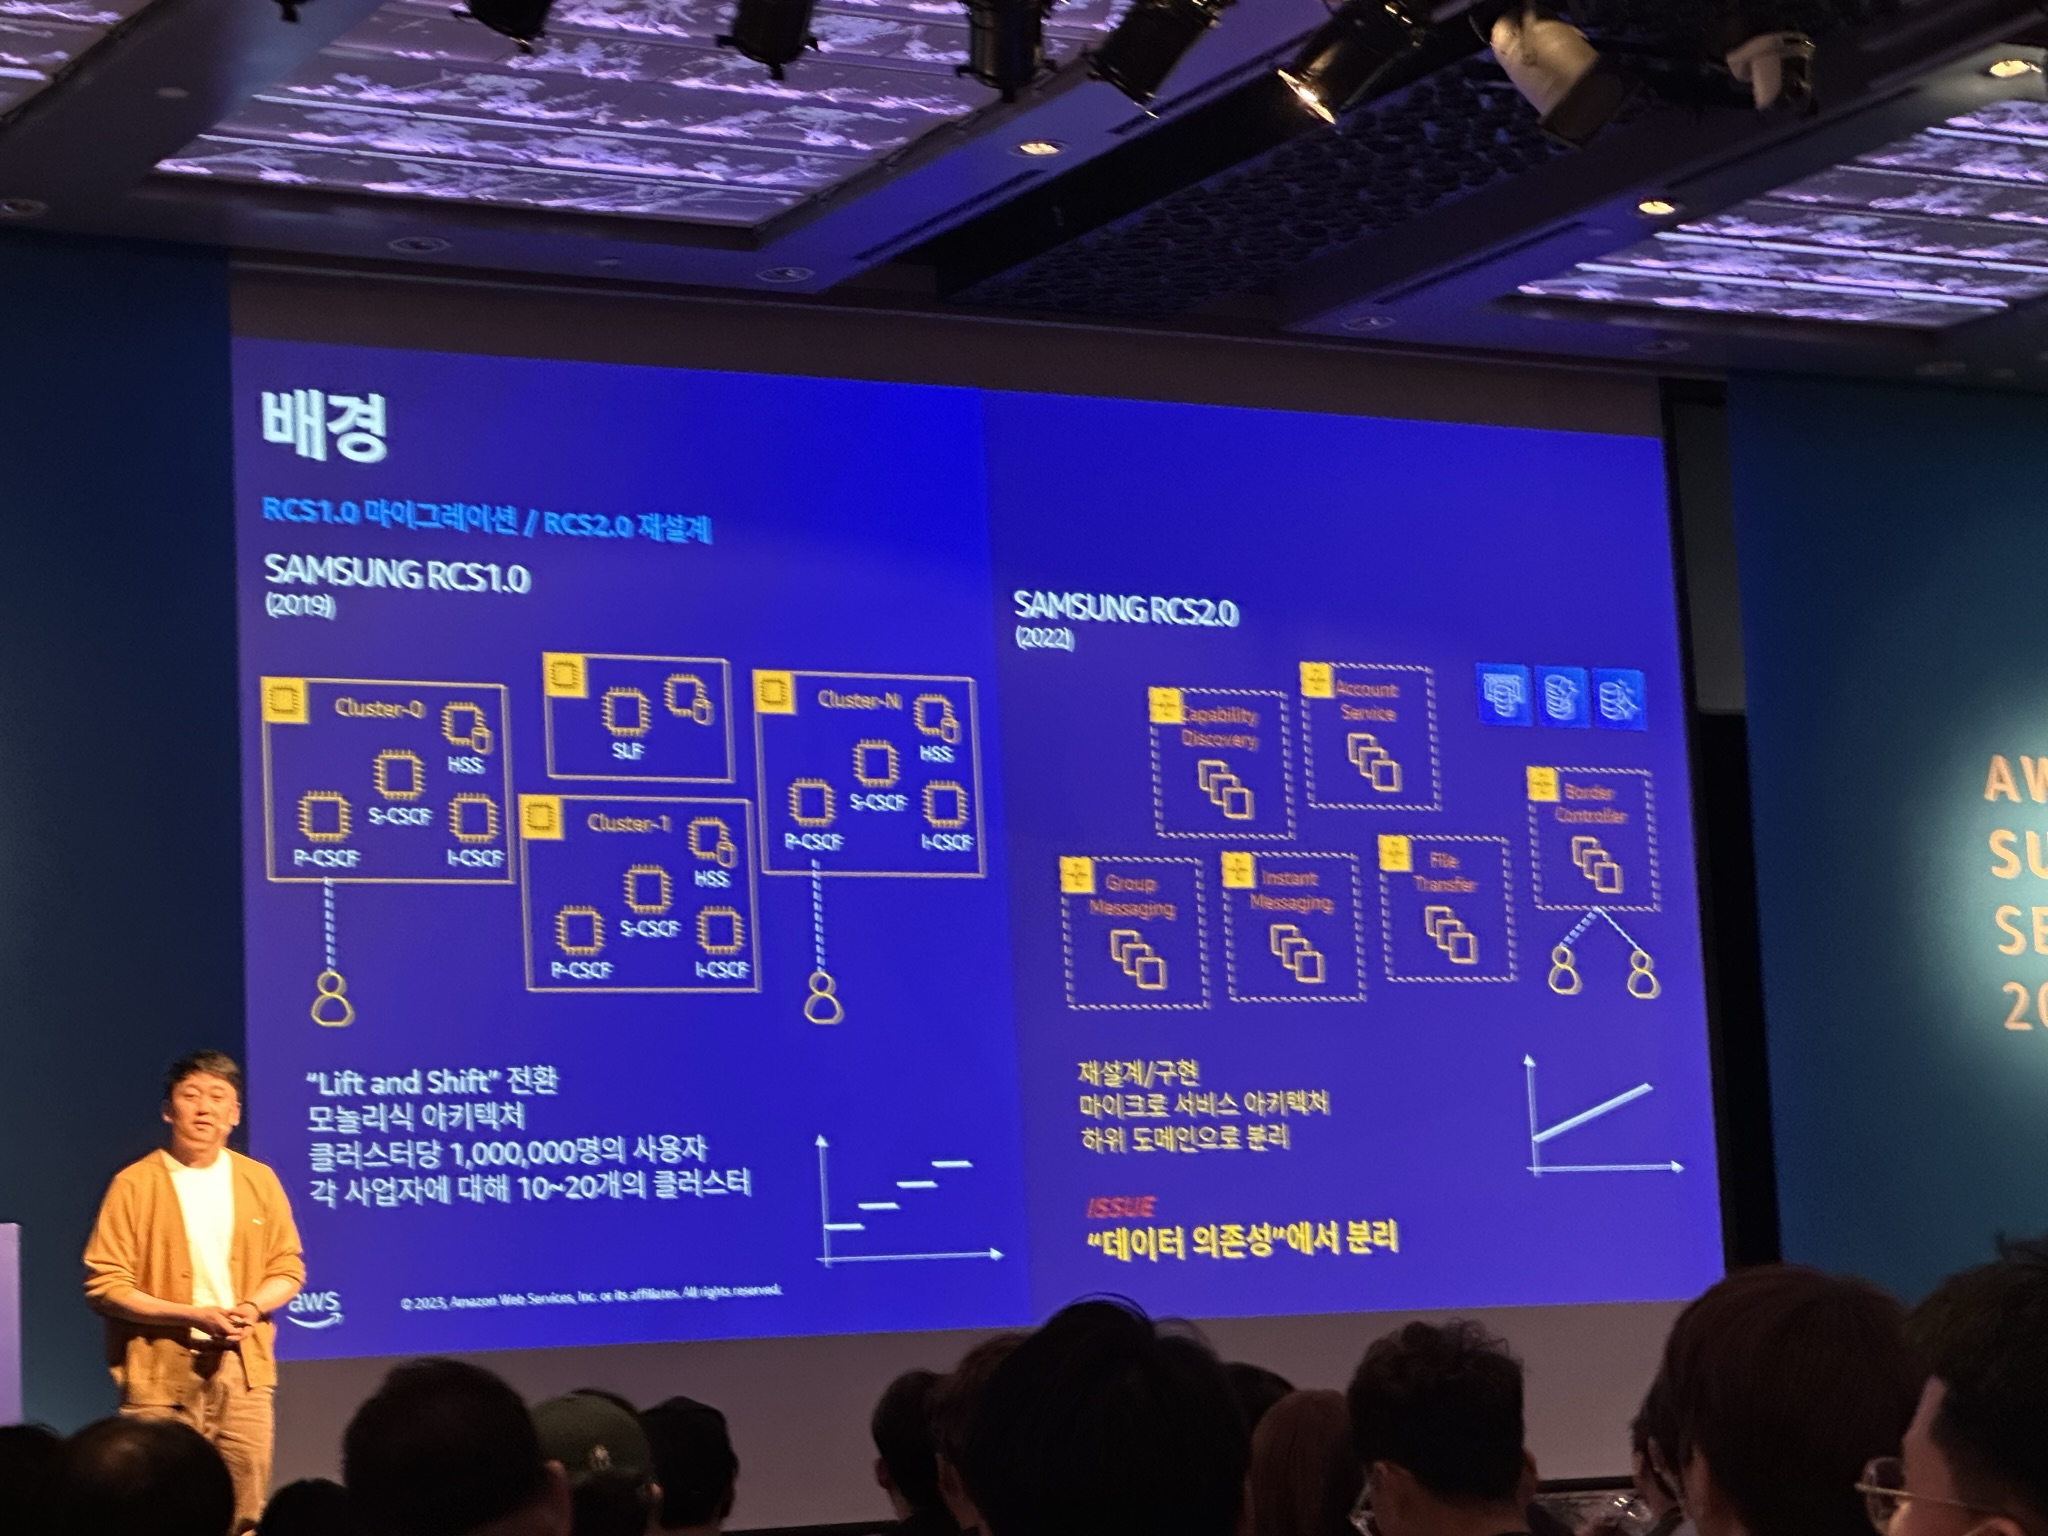 배경
RCS1.0 마이그레이션 / RCS2.0 재설계
SAMSUNG RCS1.0
(2019)
Cluster-0
HSS
S-CSCF
P-CSCF
I-CSCF
SLF
Cluster-1
HSS
S-CSCF
P-CSCF
I-CSCF
Cluster-N
HSS
S-CSCF
P-CSCF
I-CSCF
"Lift and Shift" 전환
모놀리식 아키텍처
클러스터당 1,000,000명의 사용자
각 사업자에 대해 10~20개의 클러스터
SAMSUNG RCS2.0
(2022)
Capability
Discovery
Account
Service
Border
Controller
Group
Messaging
Instant
Messaging
File
Transfer
재설계/구현
마이크로 서비스 아키텍처
하위 도메인으로 분리
ISSUE
"데이터 의존성"에서 분리
aws
© 2023, Amazon Web Services, Inc. or its affiliates. All rights reserved.
AW
SU
SE
20